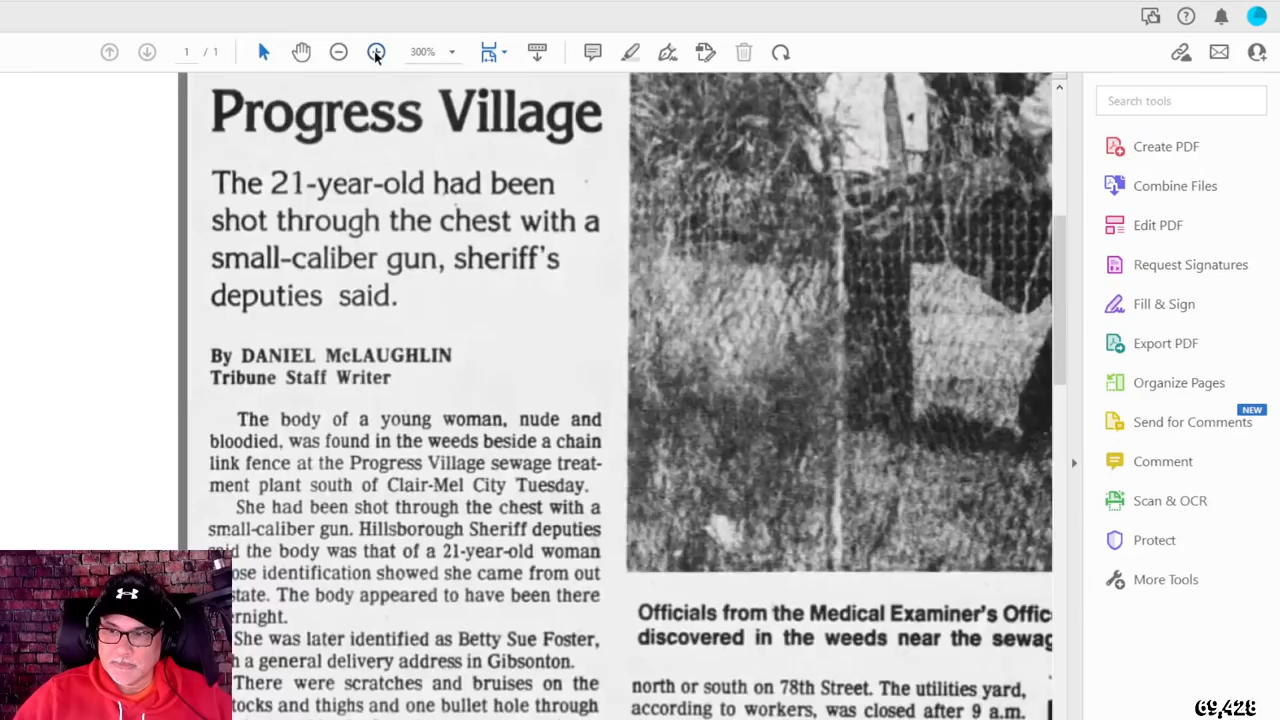 1 / 1
300%
Search tools
Progress Village
The 21-year-old had been
shot through the chest with a
small-caliber gun, sheriff's
deputies said.
By DANIEL McLAUGHLIN
Tribune Staff Writer
The body of a young woman, nude and
bloodied, was found in the weeds beside a chain
link fence at the Progress Village sewage treat-
ment plant south of Clair-Mel City Tuesday.
She had been shot through the chest with a
small-caliber gun. Hillsborough Sheriff deputies
the body was that of a 21-year-old woman
identification showed she came from out
state. The body appeared to have been there
She was later identified as Betty Sue Foster,
a general delivery address in Gibsonton.
There were scratches and bruises on the
and thighs and one bullet hole through
Officials from the Medical Examiner's Offic
discovered in the weeds near the sewag
north or south on 78th Street. The utilities yard,
according to workers, was closed after 9 a.m.
Create PDF
Combine Files
Edit PDF
Request Signatures
Fill & Sign
Export PDF
Organize Pages
NEW
Send for Comments
Comment
Scan & OCR
Protect
More Tools
69,428